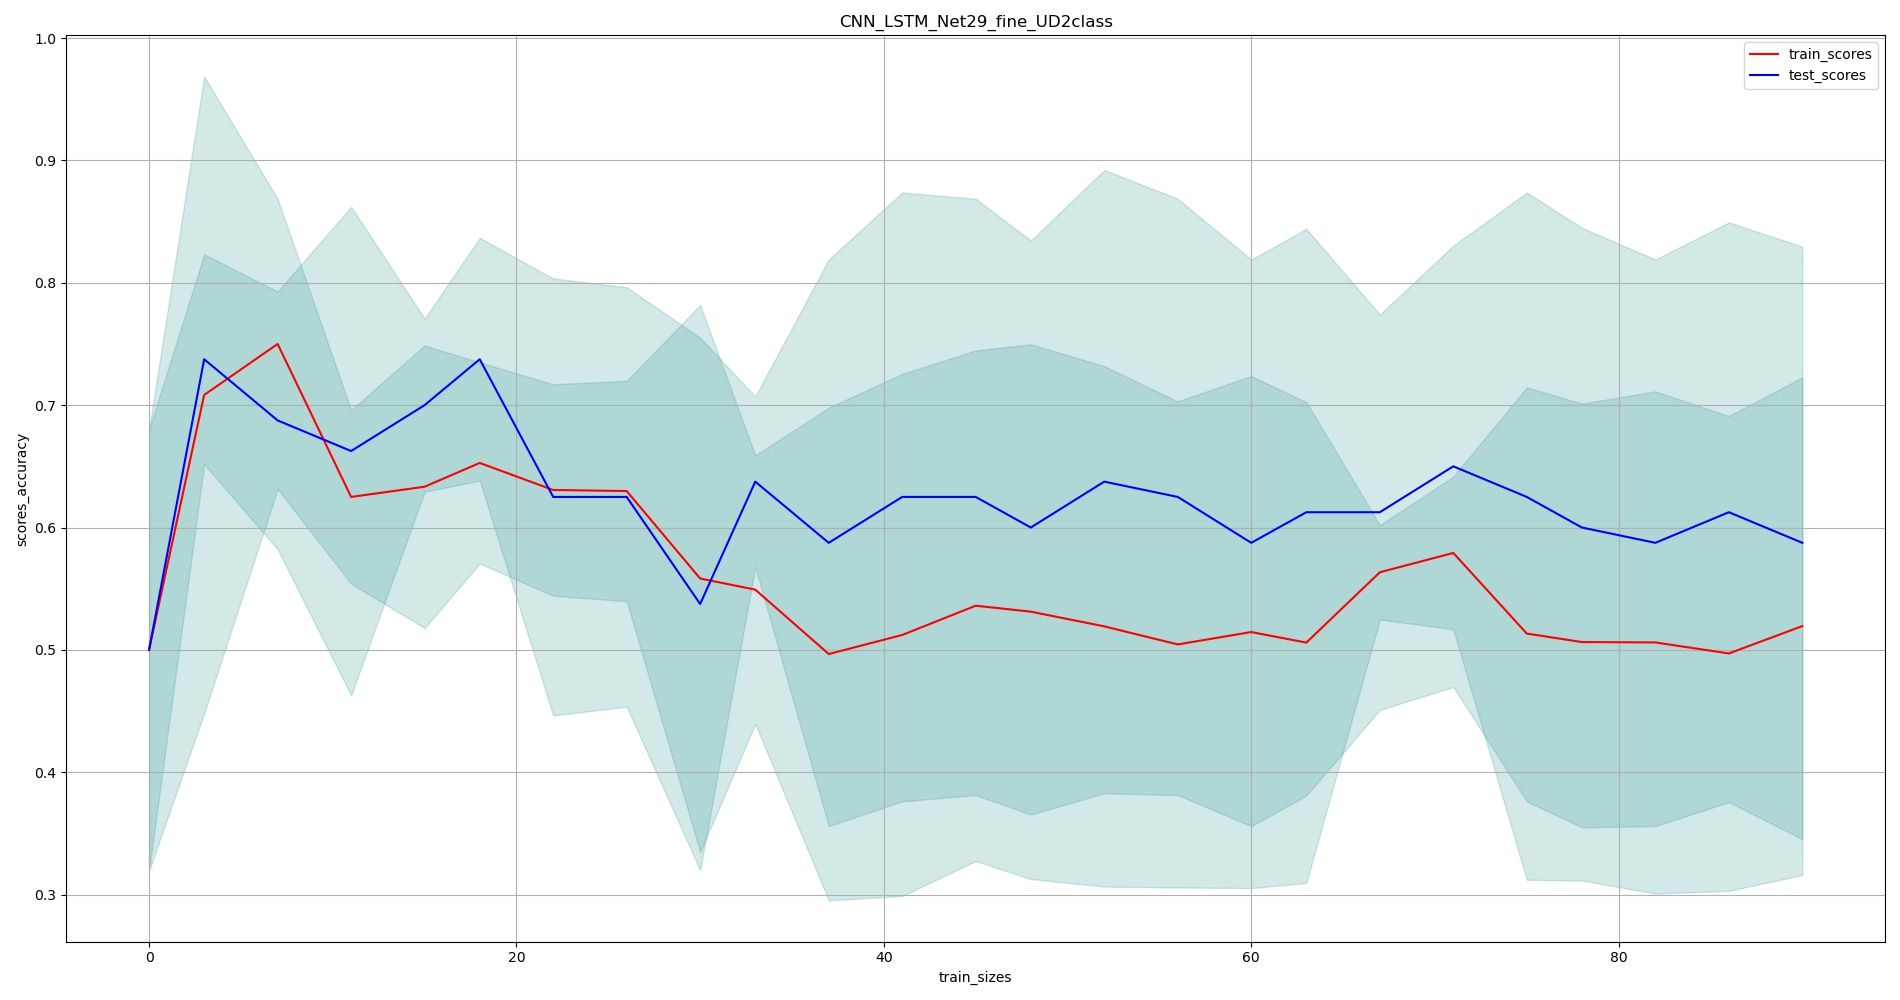 CNN_LSTM_Net29_fine_UD2class
train_scores
test_scores
1.0
0.9
0.8
0.7
0.6
0.5
0.4
0.3
scores_accuracy
0 20 40 60 80
train_sizes